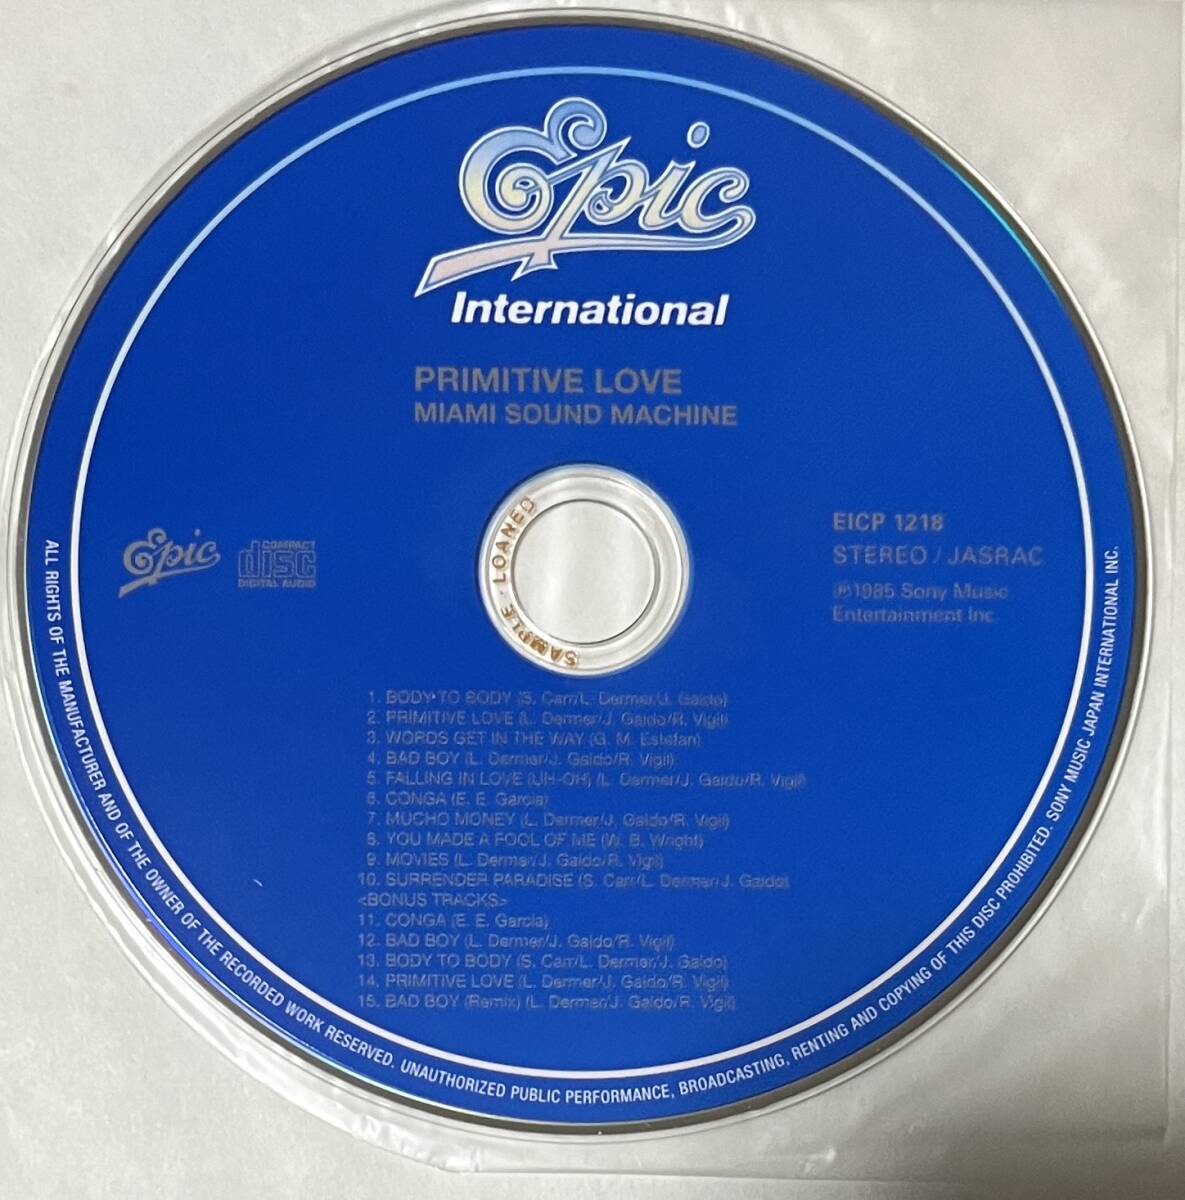 Epic
International
PRIMITIVE LOVE
MIAMI SOUND MACHINE
SAMPLE · LOANED
Epic
COMPACT
disc
DIGITAL AUDIO
EICP 1218
STEREO / JASRAC
℗1985 Sony Music
Entertainment Inc.
1. BODY TO BODY (S. Carr/L. Dermer/J. Galdo)
2. PRIMITIVE LOVE (L. Dermer/J. Galdo/R. Vigil)
3. WORDS GET IN THE WAY (G. M. Estefan)
4. BAD BOY (L. Dermer/J. Galdo/R. Vigil)
5. FALLING IN LOVE (UH-OH) (L. Dermer/J. Galdo/R. Vigil)
6. CONGA (E. E. Garcia)
7. MUCHO MONEY (L. Dermer/J. Galdo/R. Vigil)
8. YOU MADE A FOOL OF ME (W. B. Wright)
9. MOVIES (L. Dermer/J. Galdo/R. Vigil)
10. SURRENDER PARADISE (S. Carr/L. Dermer/J. Galdo)
<BONUS TRACKS>
11. CONGA (E. E. Garcia)
12. BAD BOY (L. Dermer/J. Galdo/R. Vigil)
13. BODY TO BODY (S. Carr/L. Dermer/J. Galdo)
14. PRIMITIVE LOVE (L. Dermer/J. Galdo/R. Vigil)
15. BAD BOY (Remix) (L. Dermer/J. Galdo/R. Vigil)
ALL RIGHTS OF THE MANUFACTURER AND OF THE OWNER OF THE RECORDED WORK RESERVED. UNAUTHORIZED PUBLIC PERFORMANCE, BROADCASTING, RENTING AND COPYING OF THIS DISC PROHIBITED. SONY MUSIC JAPAN INTERNATIONAL INC.